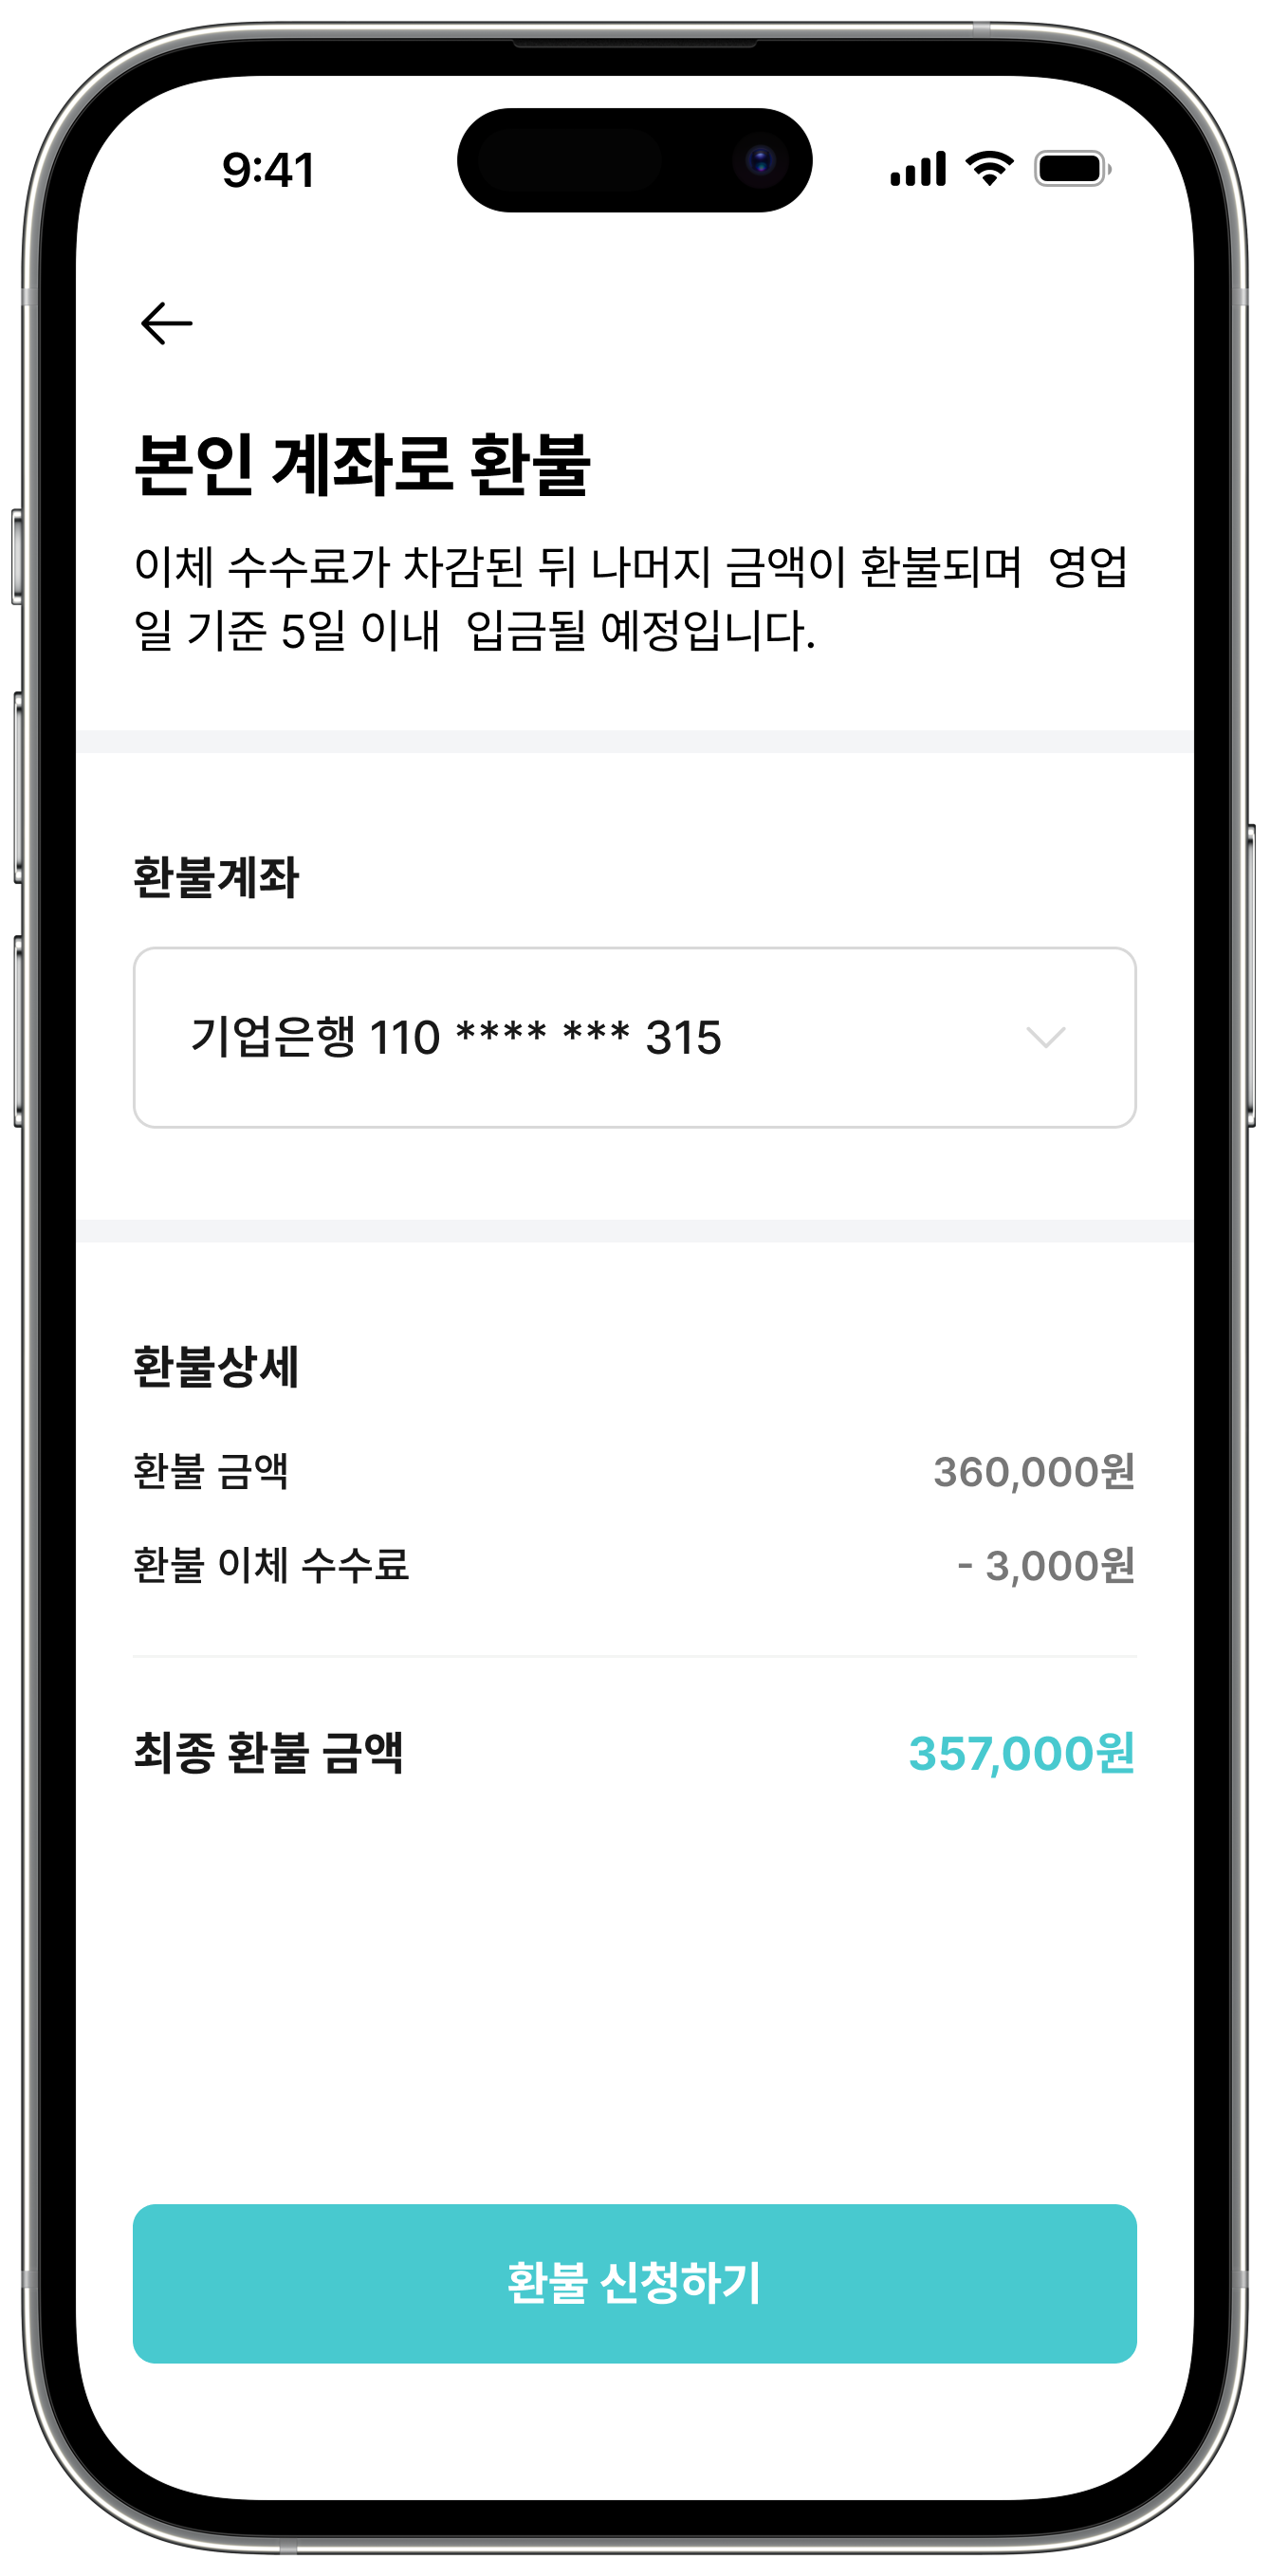 9:41
본인 계좌로 환불
이체 수수료가 차감된 뒤 나머지 금액이 환불되며  영업
일 기준 5일 이내  입금될 예정입니다.
환불계좌
기업은행 110 **** *** 315
환불상세
환불 금액 360,000원
환불 이체 수수료 - 3,000원
최종 환불 금액 357,000원
환불 신청하기